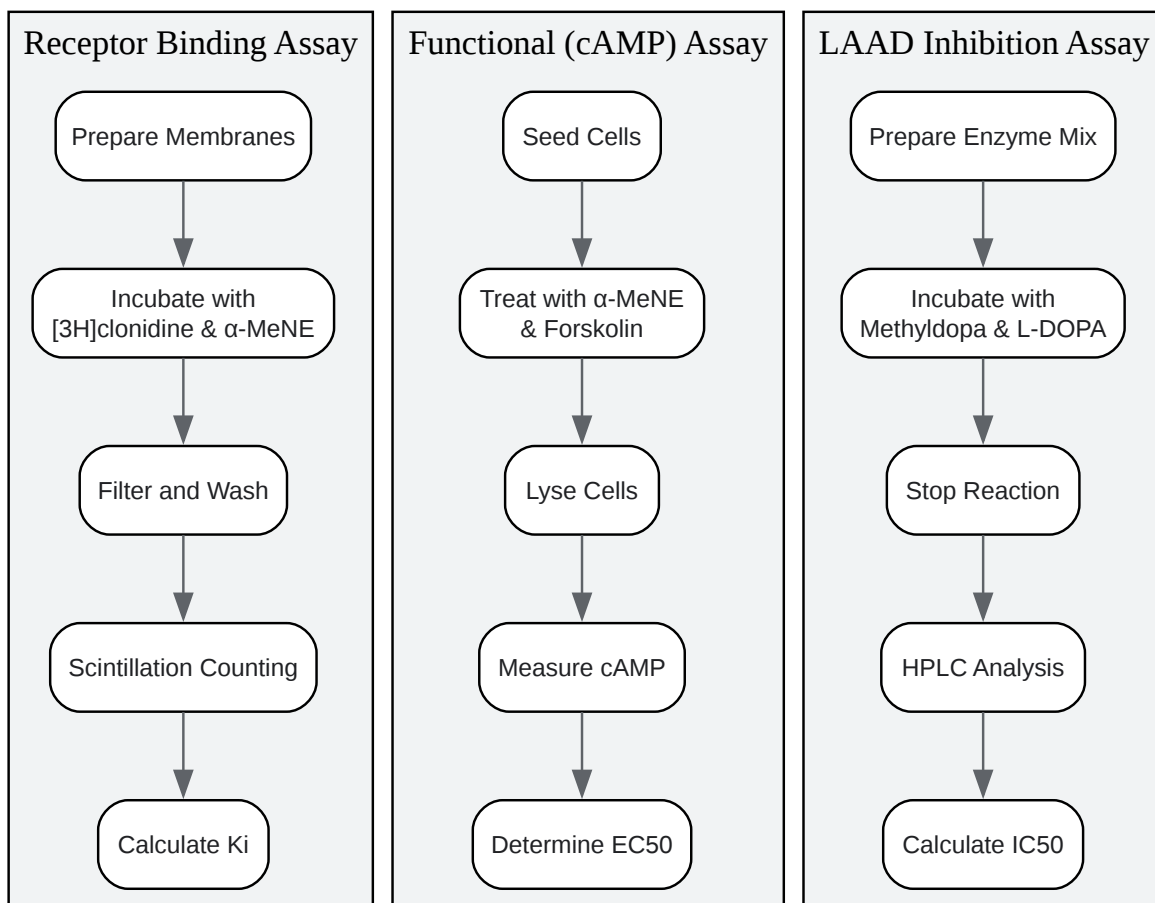 Receptor Binding Assay
Prepare Membranes
Incubate with
[3H]clonidine & α-MeNE
Filter and Wash
Scintillation Counting
Calculate Ki
Functional (cAMP) Assay
Seed Cells
Treat with α-MeNE
& Forskolin
Lyse Cells
Measure cAMP
Determine EC50
LAAD Inhibition Assay
Prepare Enzyme Mix
Incubate with
Methyldopa & L-DOPA
Stop Reaction
HPLC Analysis
Calculate IC50